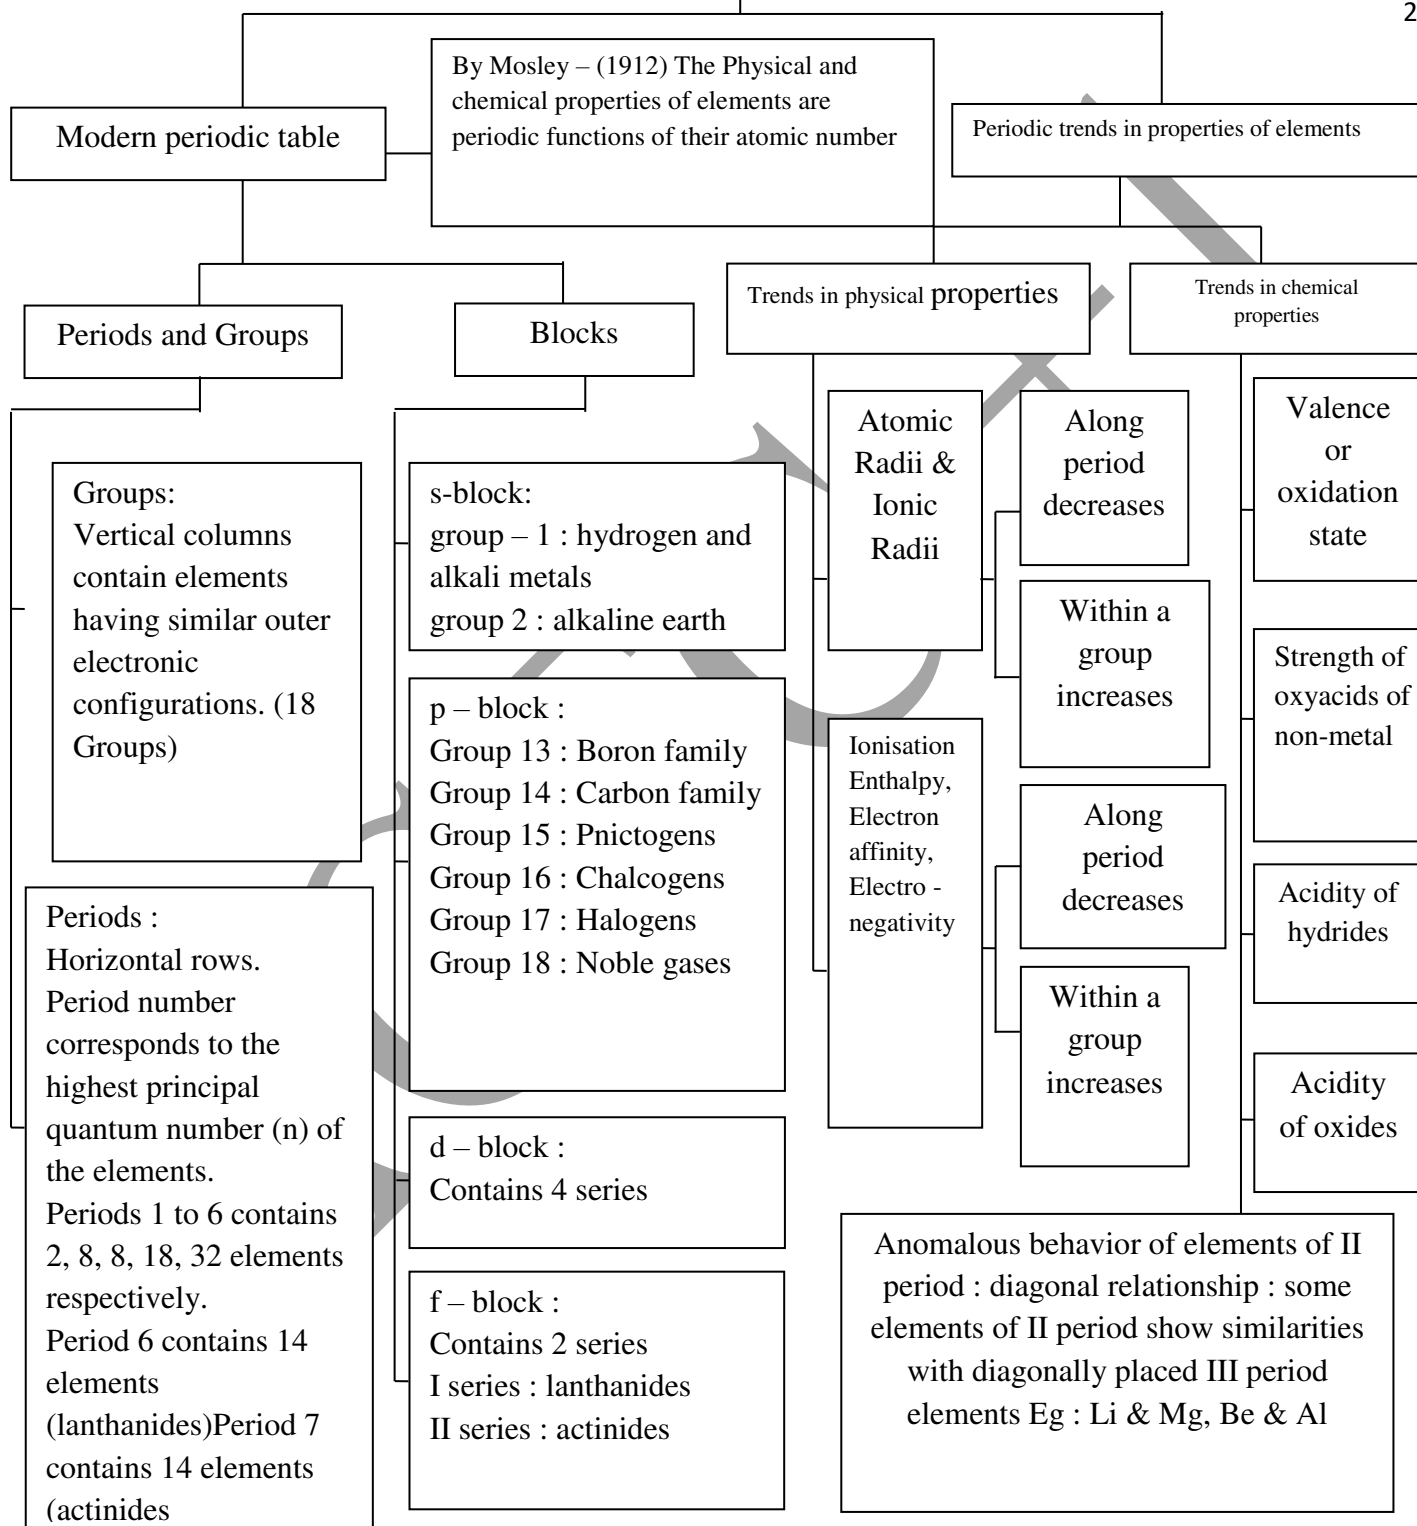 2
By Mosley – (1912) The Physical and
chemical properties of elements are
periodic functions of their atomic number
Modern periodic table
Periodic trends in properties of elements
Periods and Groups
Blocks
Trends in physical properties
Trends in chemical
properties
Groups:
Vertical columns
contain elements
having similar outer
electronic
configurations. (18
Groups)
Periods :
Horizontal rows.
Period number
corresponds to the
highest principal
quantum number (n) of
the elements.
Periods 1 to 6 contains
2, 8, 8, 18, 32 elements
respectively.
Period 6 contains 14
elements
(lanthanides)Period 7
contains 14 elements
(actinides
s-block:
group – 1 : hydrogen and
alkali metals
group 2 : alkaline earth
p – block :
Group 13 : Boron family
Group 14 : Carbon family
Group 15 : Pnictogens
Group 16 : Chalcogens
Group 17 : Halogens
Group 18 : Noble gases
d – block :
Contains 4 series
f – block :
Contains 2 series
I series : lanthanides
II series : actinides
Atomic
Radii &
Ionic
Radii
Along
period
decreases
Within a
group
increases
Ionisation
Enthalpy,
Electron
affinity,
Electro -
negativity
Along
period
decreases
Within a
group
increases
Valence
or
oxidation
state
Strength of
oxyacids of
non-metal
Acidity of
hydrides
Acidity
of oxides
Anomalous behavior of elements of II
period : diagonal relationship : some
elements of II period show similarities
with diagonally placed III period
elements Eg : Li & Mg, Be & Al